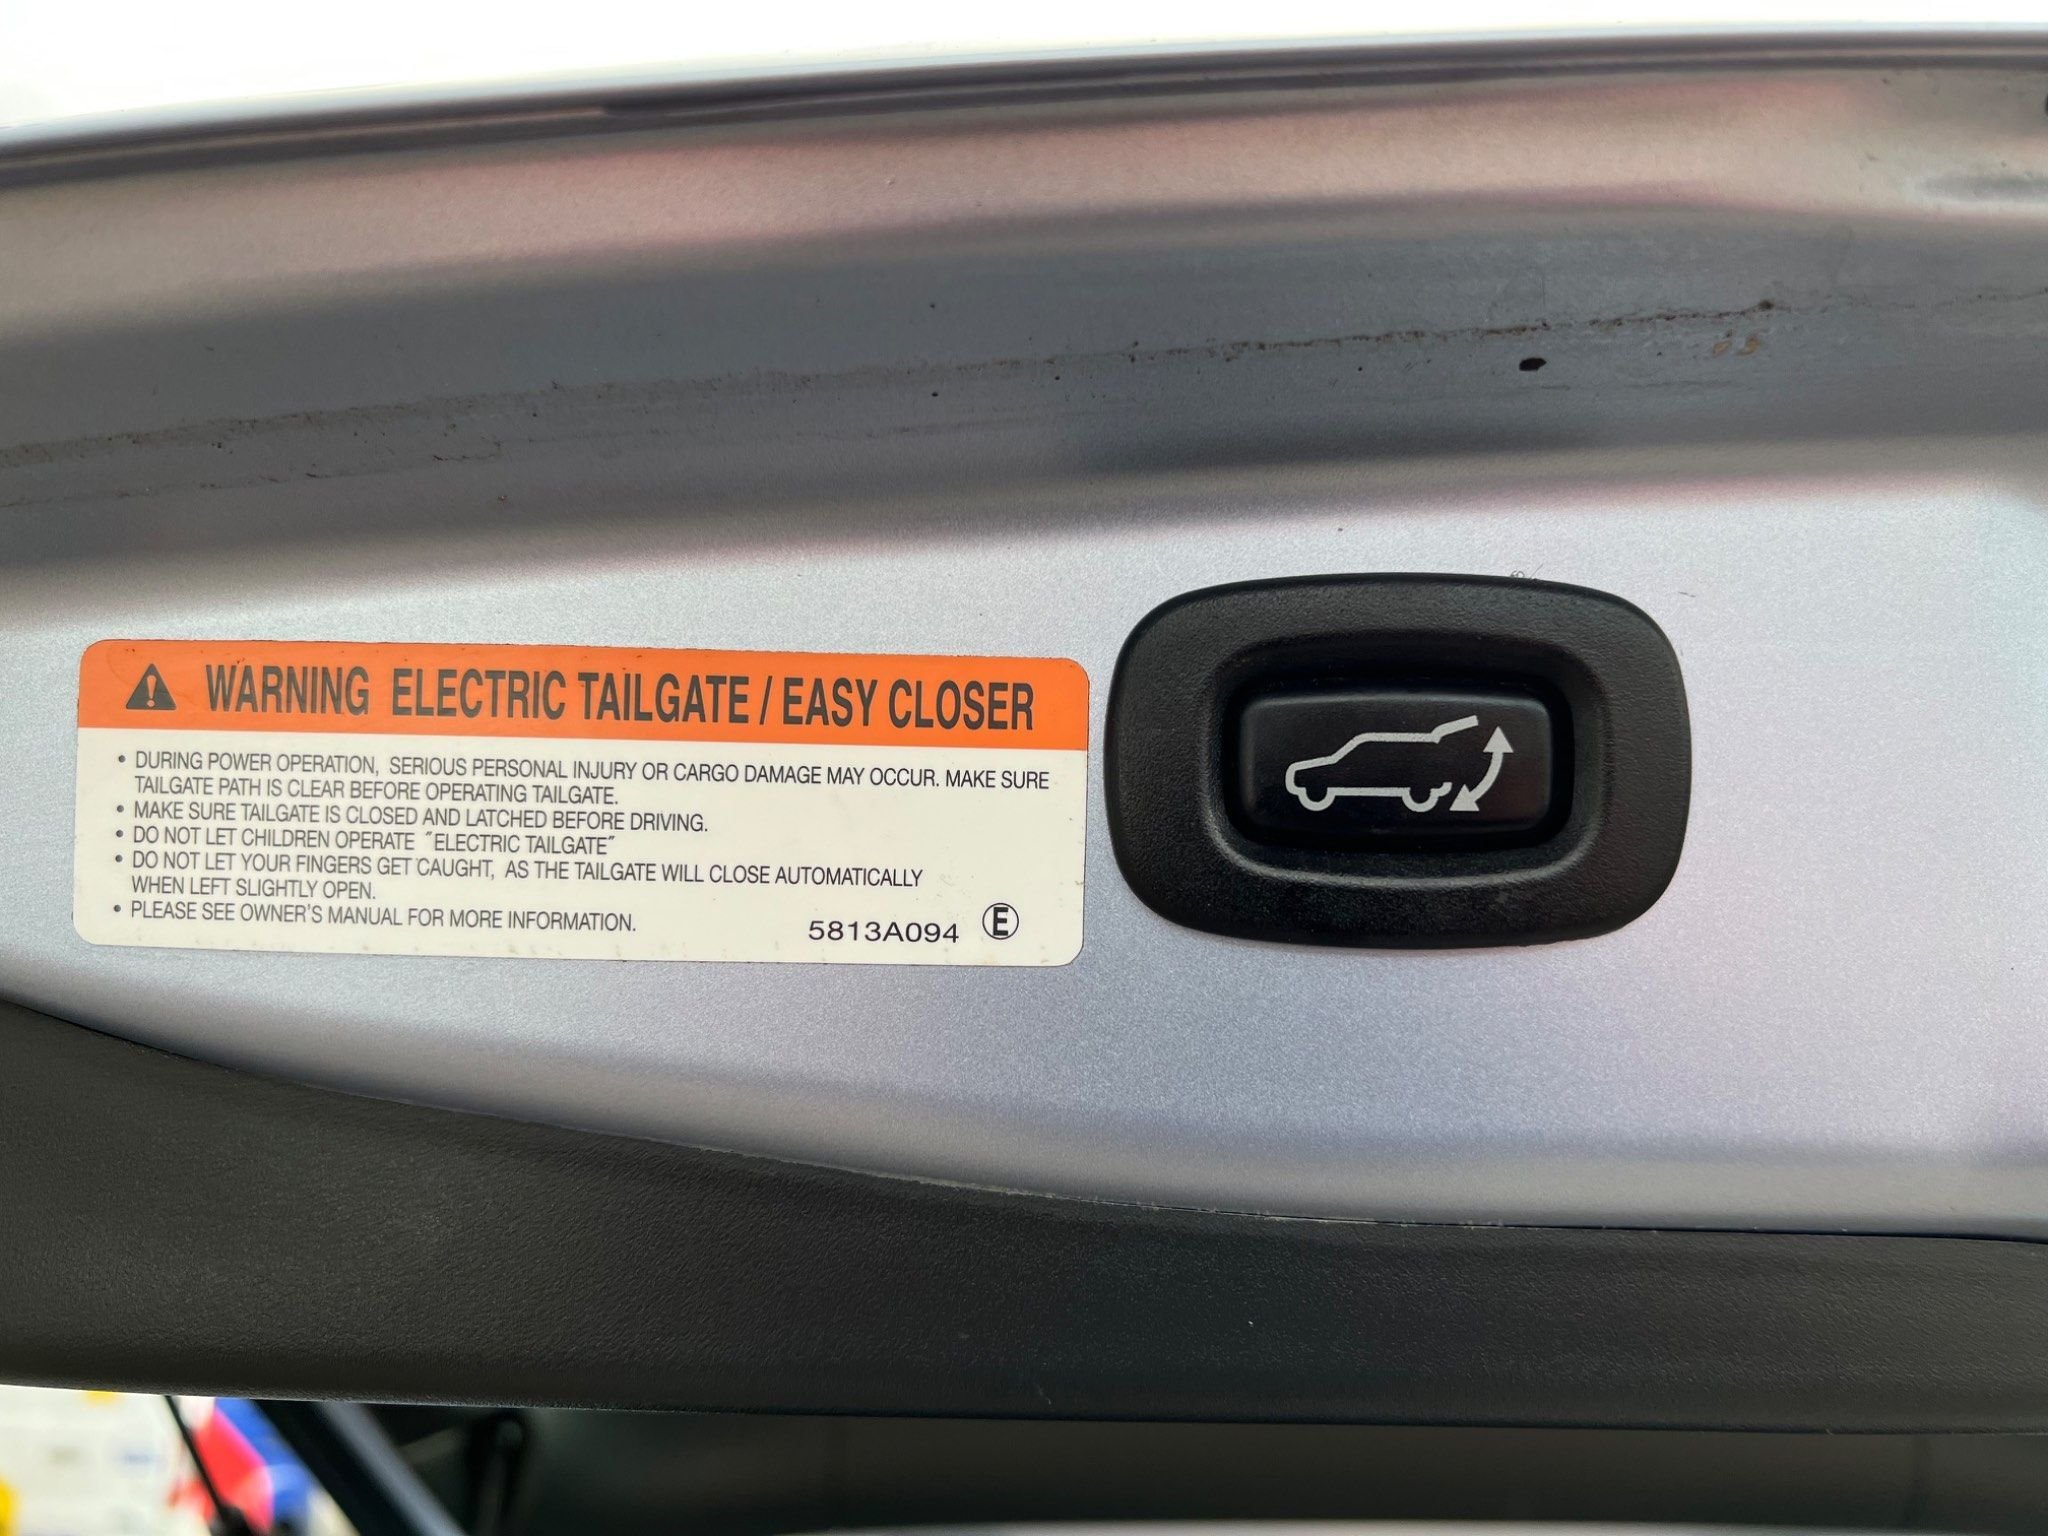 WARNING ELECTRIC TAILGATE / EASY CLOSER
• DURING POWER OPERATION, SERIOUS PERSONAL INJURY OR CARGO DAMAGE MAY OCCUR. MAKE SURE
TAILGATE PATH IS CLEAR BEFORE OPERATING TAILGATE.
• MAKE SURE TAILGATE IS CLOSED AND LATCHED BEFORE DRIVING.
• DO NOT LET CHILDREN OPERATE ˝ELECTRIC TAILGATE˝
• DO NOT LET YOUR FINGERS GET CAUGHT, AS THE TAILGATE WILL CLOSE AUTOMATICALLY
WHEN LEFT SLIGHTLY OPEN.
• PLEASE SEE OWNER'S MANUAL FOR MORE INFORMATION.
5813A094 Ⓔ